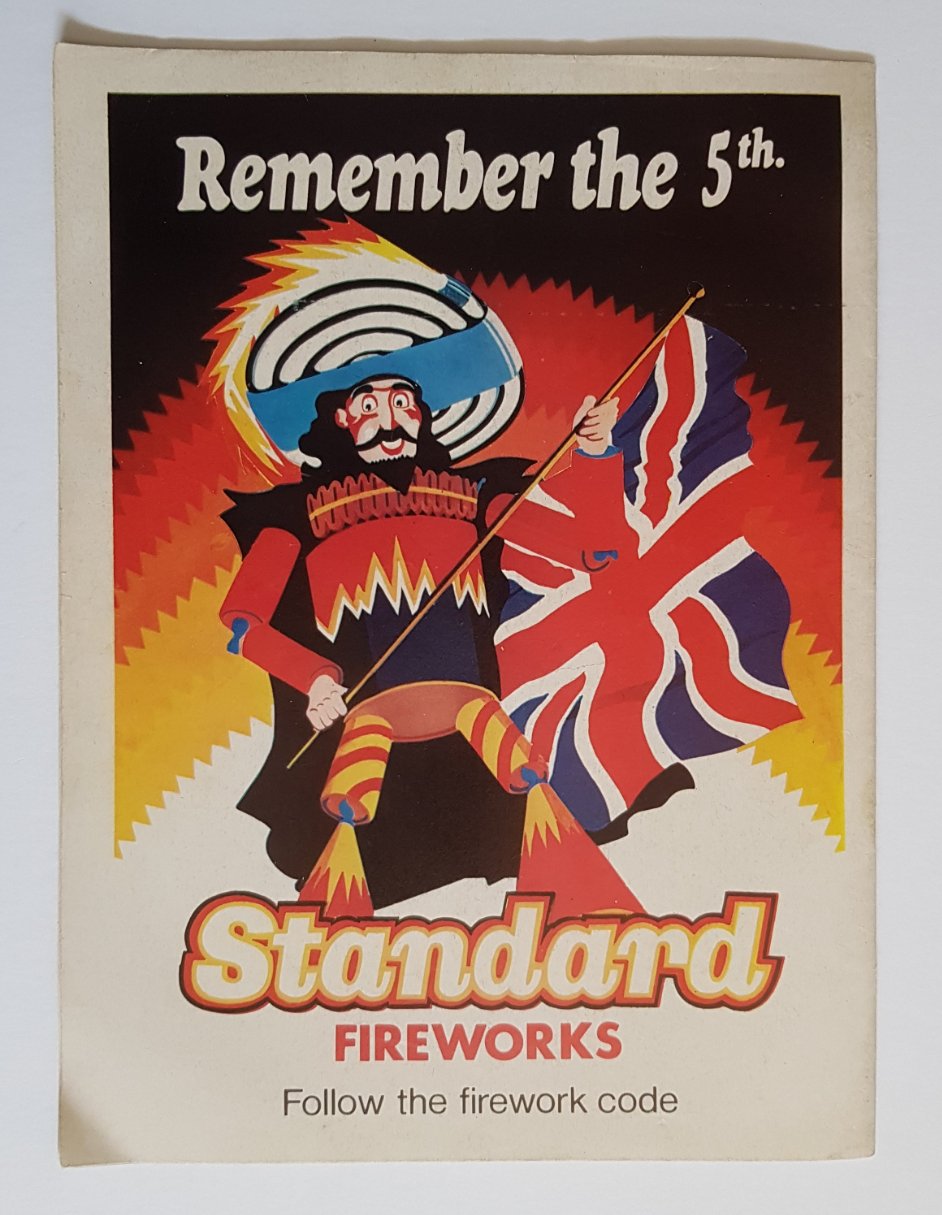 Remember the 5th.
Standard
FIREWORKS
Follow the firework code